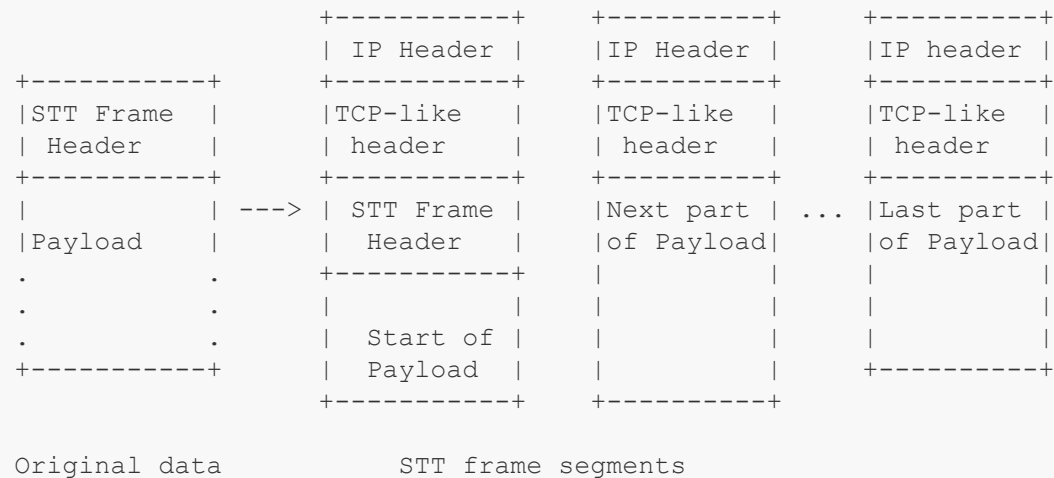 +-----------+    +----------+     +----------+
                    | IP Header |    |IP Header |     |IP header |
+-----------+       +-----------+    +----------+     +----------+
|STT Frame  |       |TCP-like   |    |TCP-like  |     |TCP-like  |
| Header    |       | header    |    | header   |     | header   |
+-----------+       +-----------+    +----------+     +----------+
|           | ---> | STT Frame |    |Next part | ... |Last part |
|Payload    |       |  Header   |    |of Payload|     |of Payload|
.           .       +-----------+    |          |     |          |
.           .       |           |    |          |     |          |
.           .       |  Start of |    |          |     |          |
+-----------+       |  Payload  |    |          |     +----------+
                    +-----------+    +----------+

Original data            STT frame segments